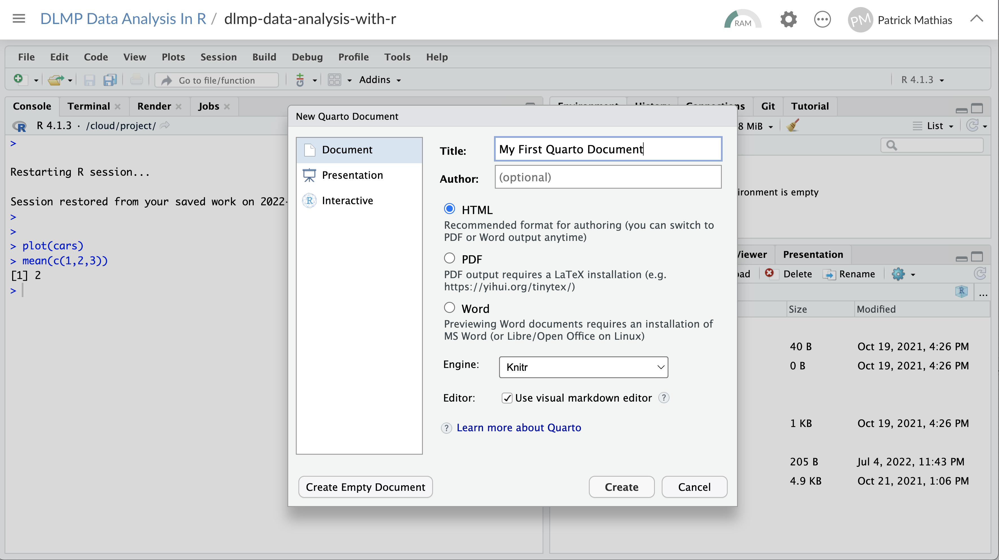 DLMP Data Analysis In R / dlmp-data-analysis-with-r
RAM
PM Patrick Mathias
File Edit Code View Plots Session Build Debug Profile Tools Help
Go to file/function
Addins
R 4.1.3
Console Terminal Render Jobs
R 4.1.3 · /cloud/project/
>
Restarting R session...
Session restored from your saved work on 2022-
>
>
> plot(cars)
> mean(c(1,2,3))
[1] 2
>
New Quarto Document
Document
Presentation
Interactive
Title: My First Quarto Document
Author: (optional)
HTML
Recommended format for authoring (you can switch to
PDF or Word output anytime)
PDF
PDF output requires a LaTeX installation (e.g.
https://yihui.org/tinytex/)
Word
Previewing Word documents requires an installation of
MS Word (or Libre/Open Office on Linux)
Engine: Knitr
Editor: Use visual markdown editor ?
? Learn more about Quarto
Create Empty Document Create Cancel
Environment History Connections Git Tutorial
8 MiB List
ironment is empty
Viewer Presentation
oad Delete Rename
R ...
Size Modified
40 B Oct 19, 2021, 4:26 PM
0 B Oct 19, 2021, 4:26 PM
1 KB Oct 19, 2021, 4:26 PM
205 B Jul 4, 2022, 11:43 PM
4.9 KB Oct 21, 2021, 1:06 PM